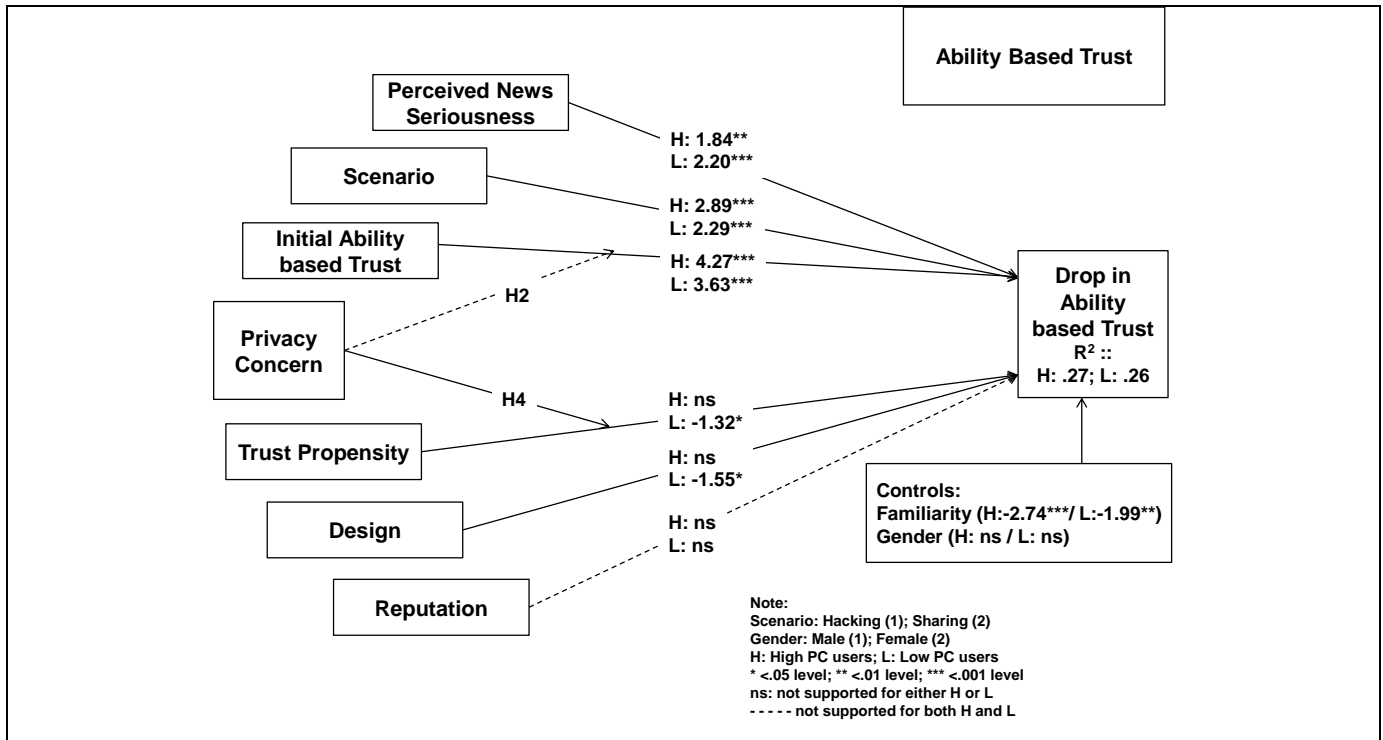 Ability Based Trust
Perceived News
Seriousness
H: 1.84**
L: 2.20***
Scenario
H: 2.89***
L: 2.29***
Initial Ability
based Trust
H: 4.27***
L: 3.63***
H2
Drop in
Ability
based Trust
R² ::
H: .27; L: .26
Privacy
Concern
H4
H: ns
L: -1.32*
Trust Propensity
H: ns
L: -1.55*
Design
H: ns
L: ns
Reputation
Controls:
Familiarity (H:-2.74***/ L:-1.99**)
Gender (H: ns / L: ns)
Note:
Scenario: Hacking (1); Sharing (2)
Gender: Male (1); Female (2)
H: High PC users; L: Low PC users
* <.05 level; ** <.01 level; *** <.001 level
ns: not supported for either H or L
- - - - - not supported for both H and L